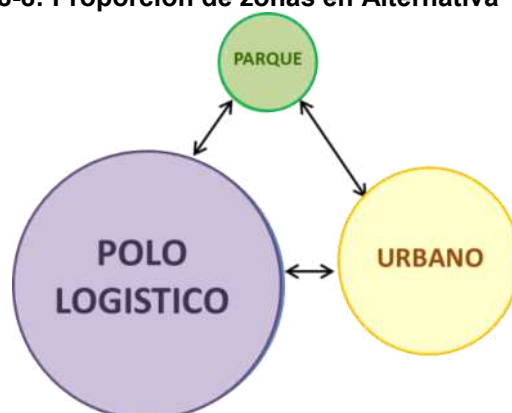 Proporción de zonas en Alternativa
PARQUE
POLO
LOGISTICO
URBANO